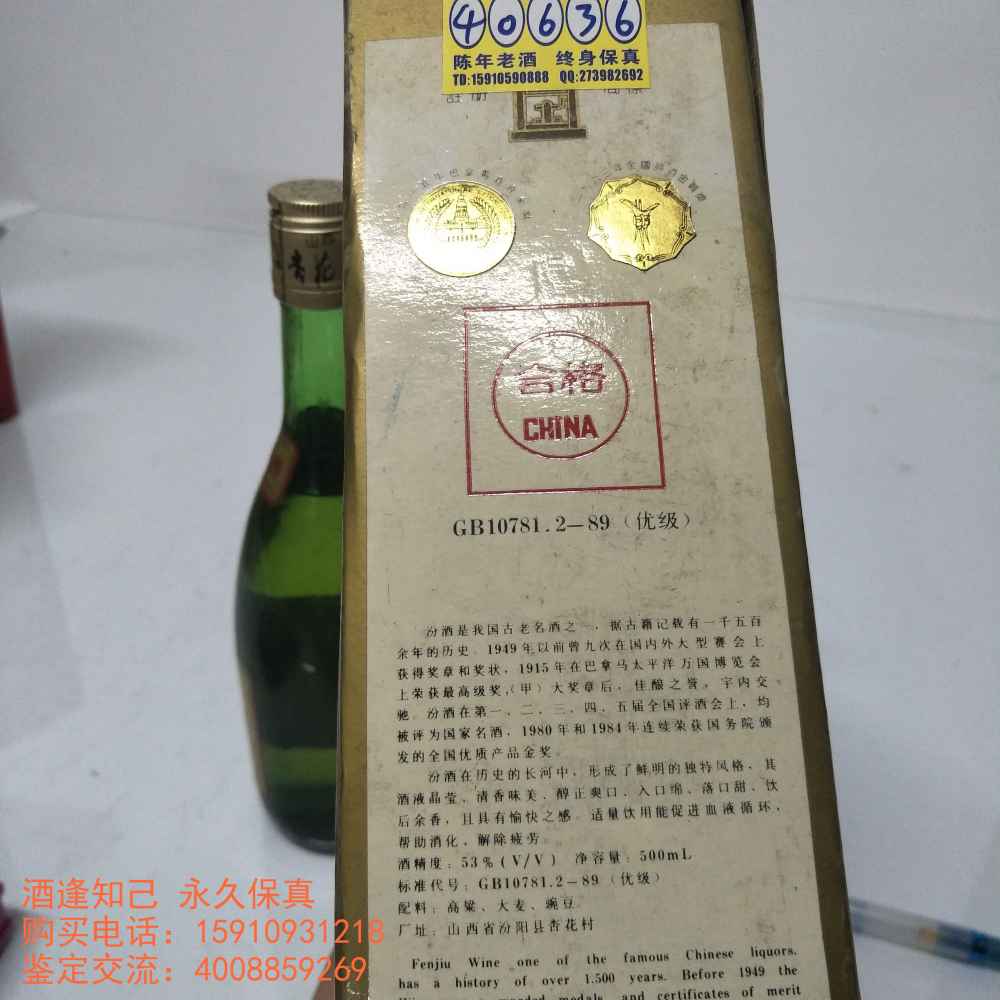 40636
陈年老酒 终身保真
TD:15910590888 QQ:273982692
山西
杏花
合格
CHINA
GB10781.2—89（优级）
汾酒是我国古老名酒之一，据古籍记载有一千五百
余年的历史。1949年以前曾九次在国内外大型赛会上
获得奖章和奖状，1915年在巴拿马太平洋万国博览会
上荣获最高级奖，（甲）大奖章后，佳酿之誉，宇内交
驰。汾酒在第一、二、三、四、五届全国评酒会上，均
被评为国家名酒，1980年和1984年连续荣获国务院颁
发的全国优质产品金奖。
汾酒在历史的长河中，形成了鲜明的独特风格，其
酒液晶莹，清香味美，醇正爽口，入口绵、落口甜、饮
后余香，且具有愉快之感。适量饮用能促进血液循环，
帮助消化，解除疲劳。
酒精度：53％(V/V) 净容量：500mL
标准代号：GB10781.2—89（优级）
配料：高粱、大麦、豌豆
厂址：山西省汾阳县杏花村
Fenjiu Wine one of the famous Chinese liquors.
has a history of over 1.500 years. Before 1949 the
medals, and certificates of merit
酒逢知己 永久保真
购买电话：15910931218
鉴定交流：4008859269